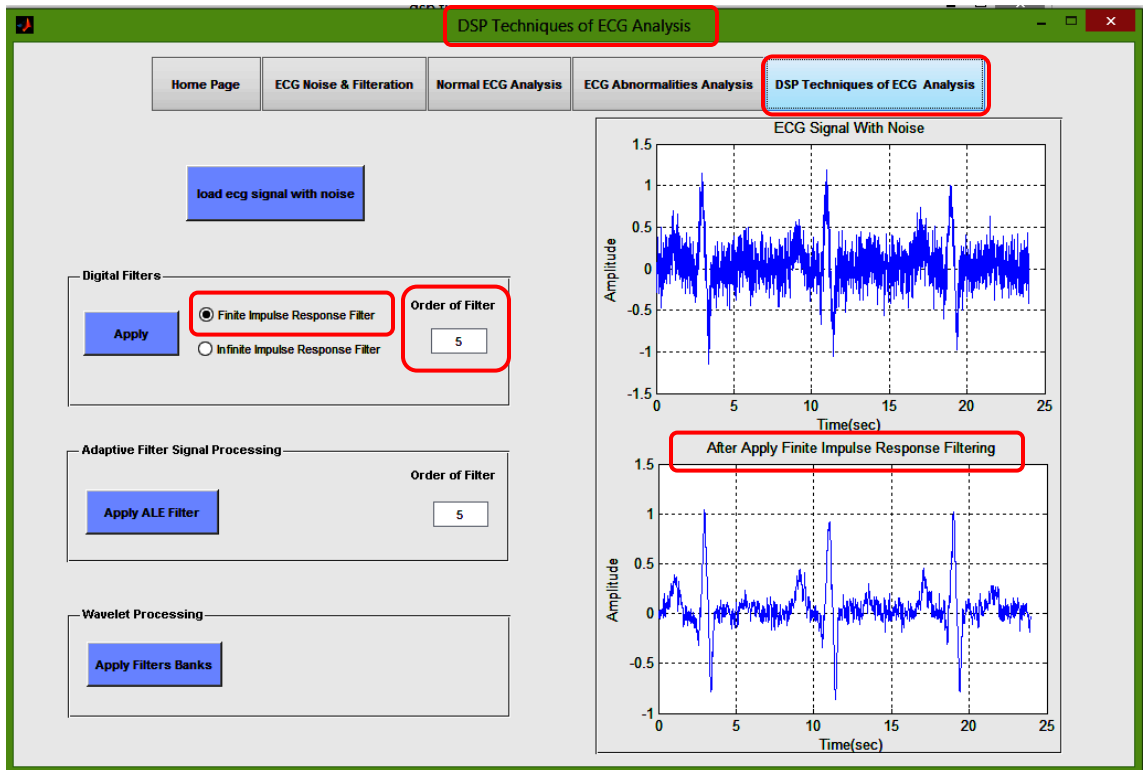 DSP Techniques of ECG Analysis
Home Page
ECG Noise & Filteration
Normal ECG Analysis
ECG Abnormalities Analysis
DSP Techniques of ECG Analysis
load ecg signal with noise
Digital Filters
Apply
Finite Impulse Response Filter
Infinite Impulse Response Filter
Order of Filter
5
Adaptive Filter Signal Processing
Apply ALE Filter
Order of Filter
5
Wavelet Processing
Apply Filters Banks
ECG Signal With Noise
Amplitude
1.5
1
0.5
0
-0.5
-1
-1.5
0 5 10 15 20 25
Time(sec)
After Apply Finite Impulse Response Filtering
Amplitude
1.5
1
0.5
0
-0.5
-1
0 5 10 15 20 25
Time(sec)